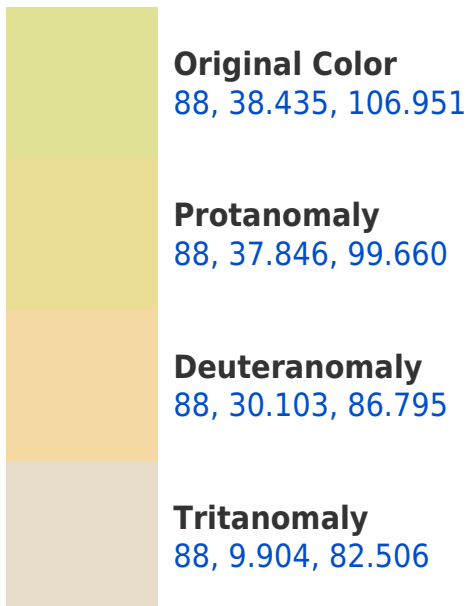 Original Color
88, 38.435, 106.951
Protanomaly
88, 37.846, 99.660
Deuteranomaly
88, 30.103, 86.795
Tritanomaly
88, 9.904, 82.506